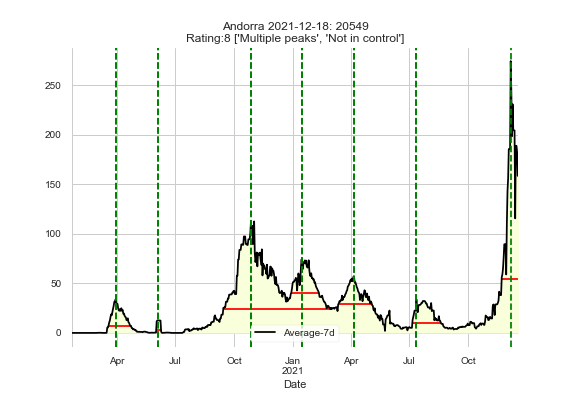 Andorra 2021-12-18: 20549
Rating:8 ['Multiple peaks', 'Not in control']
250
200
150
100
50
0
Average-7d
Apr Jul Oct Jan Apr Jul Oct
2021
Date